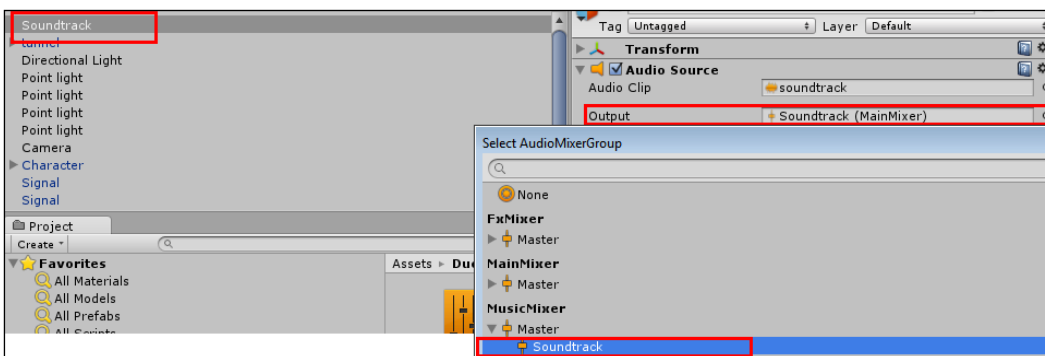 Soundtrack
tunnel
Directional Light
Point light
Point light
Point light
Point light
Camera
Character
Signal
Signal
Project
Create
Favorites
All Materials
All Models
All Prefabs
All Scripts
Assets
Tag Untagged Layer Default
Transform
Audio Source
Audio Clip soundtrack
Output Soundtrack (MainMixer)
Select AudioMixerGroup
None
FxMixer
Master
MainMixer
Master
MusicMixer
Master
Soundtrack